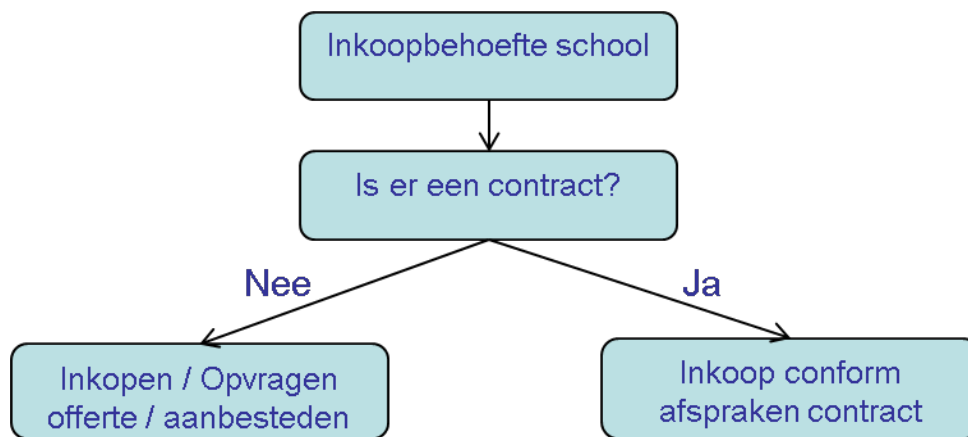 Inkoopbehoefte school
Is er een contract?
Nee
Ja
Inkopen / Opvragen
offerte / aanbesteden
Inkoop conform
afspraken contract